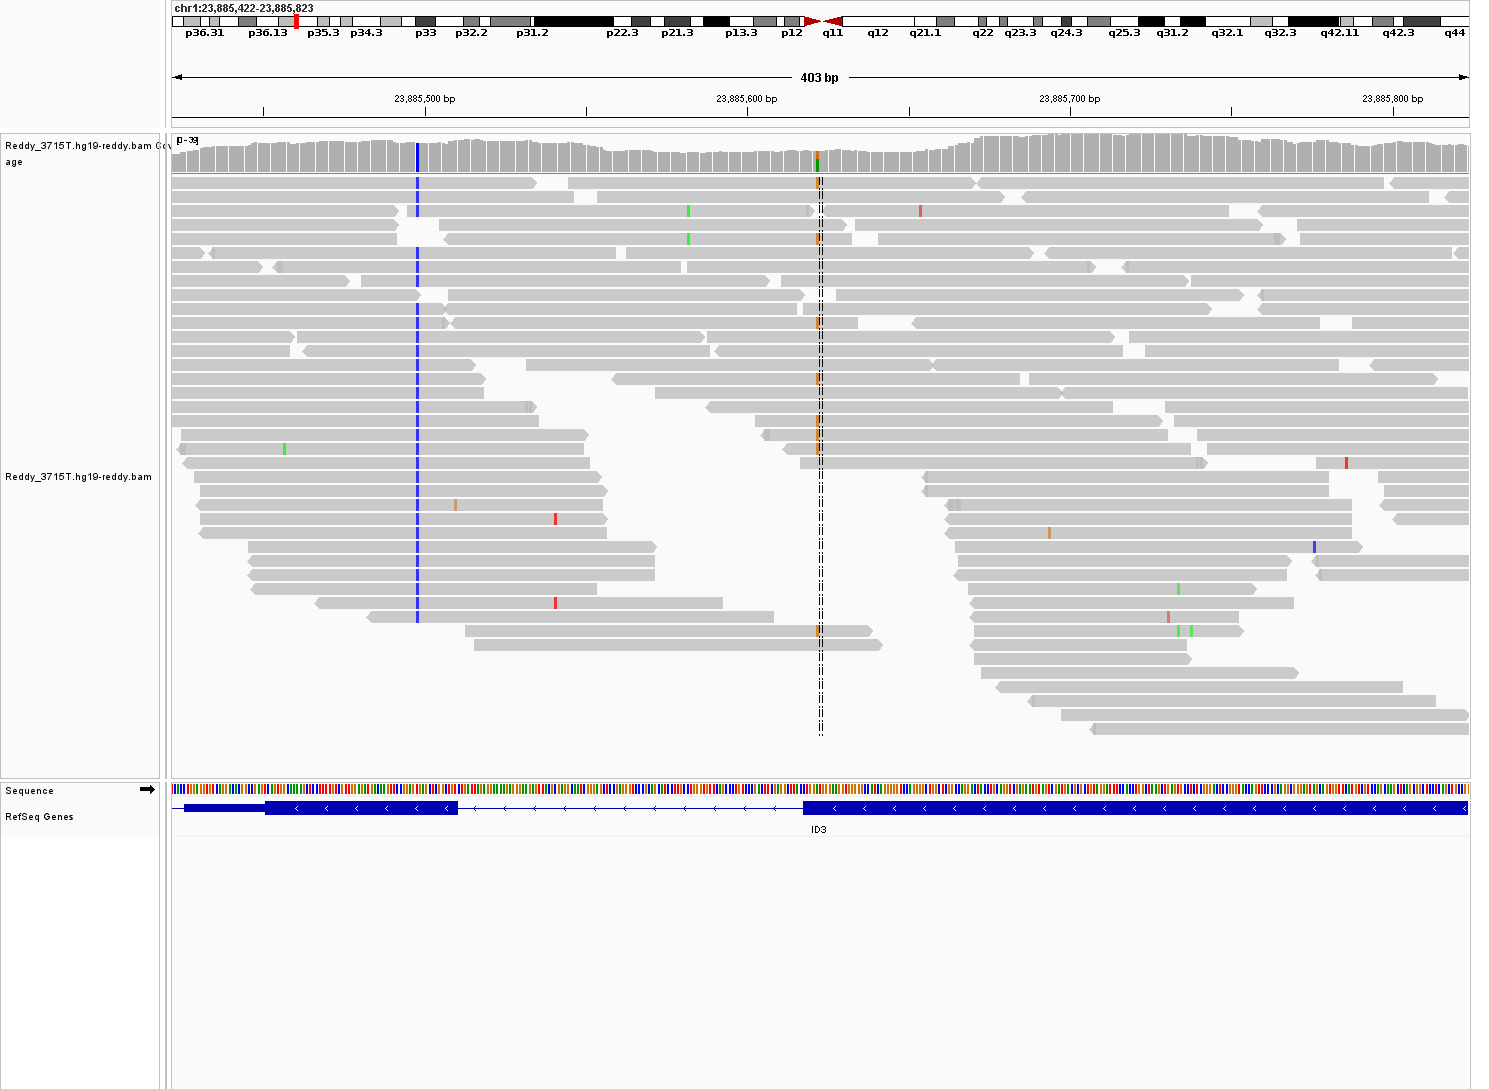 chr1:23,885,422-23,885,823
p36.31 p36.13 p35.3 p34.3 p33 p32.2 p31.2 p22.3 p21.3 p13.3 p12 q11 q12 q21.1 q22 q23.3 q24.3 q25.3 q31.2 q32.1 q32.3 q42.11 q42.3 q44
403 bp
23,885,500 bp 23,885,600 bp 23,885,700 bp 23,885,800 bp
Reddy_3715T.hg19-reddy.bam Cov
age
[0-39]
Reddy_3715T.hg19-reddy.bam
Sequence
RefSeq Genes
ID3